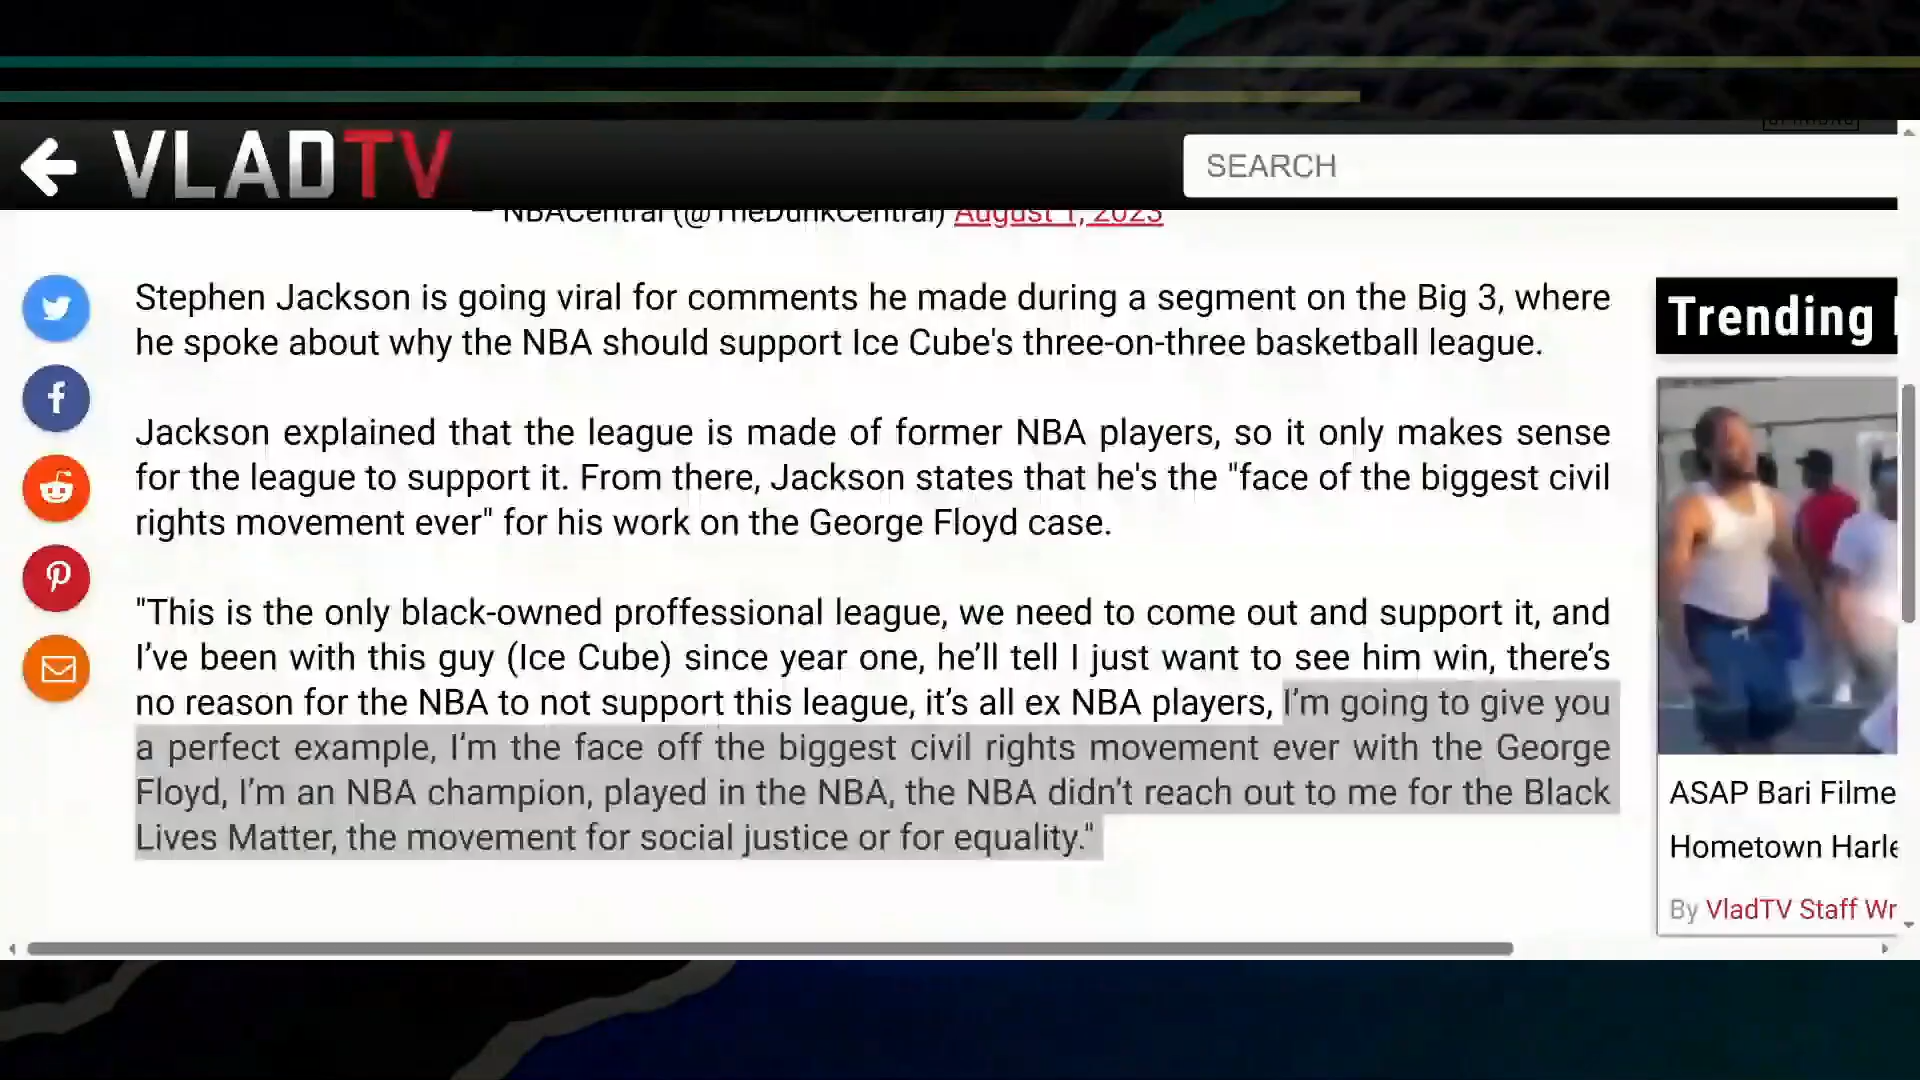 VLADTV
SEARCH
— NBACentral (@TheDunkCentral) August 1, 2023
Stephen Jackson is going viral for comments he made during a segment on the Big 3, where
he spoke about why the NBA should support Ice Cube's three-on-three basketball league.
Jackson explained that the league is made of former NBA players, so it only makes sense
for the league to support it. From there, Jackson states that he's the "face of the biggest civil
rights movement ever" for his work on the George Floyd case.
"This is the only black-owned proffessional league, we need to come out and support it, and
I’ve been with this guy (Ice Cube) since year one, he’ll tell I just want to see him win, there’s
no reason for the NBA to not support this league, it’s all ex NBA players, I’m going to give you
a perfect example, I’m the face off the biggest civil rights movement ever with the George
Floyd, I’m an NBA champion, played in the NBA, the NBA didn’t reach out to me for the Black
Lives Matter, the movement for social justice or for equality."
Trending
ASAP Bari Filme
Hometown Harle
By VladTV Staff Wr